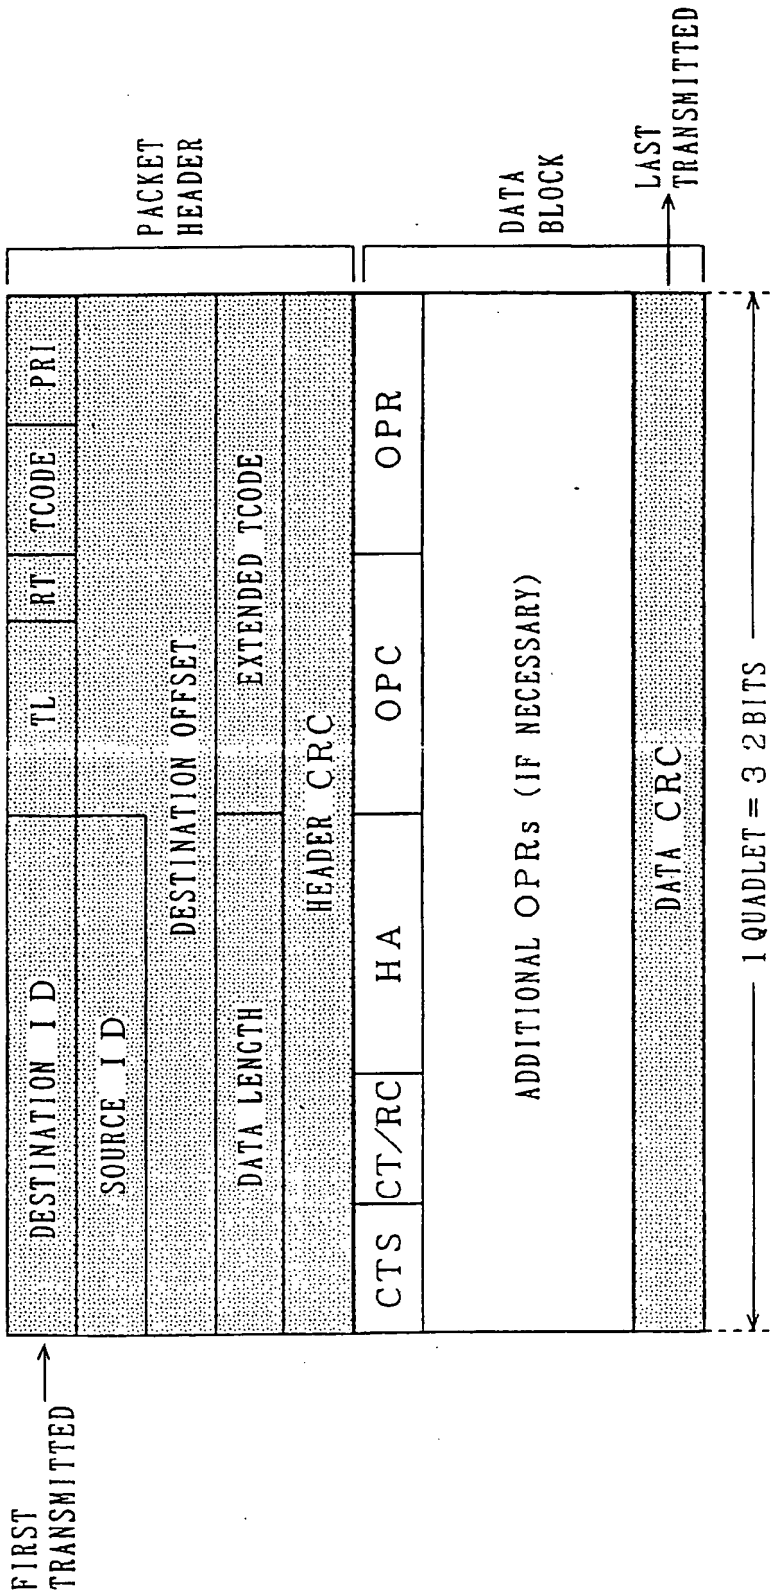 FIRST
TRANSMITTED
DESTINATION ID
TL
RT
TCODE
PRI
SOURCE ID
DESTINATION OFFSET
DATA LENGTH
EXTENDED TCODE
HEADER CRC
PACKET
HEADER
CTS
CT/RC
HA
OPC
OPR
ADDITIONAL OPRs (IF NECESSARY)
DATA CRC
DATA
BLOCK
LAST
TRANSMITTED
1 QUADLET = 32 BITS